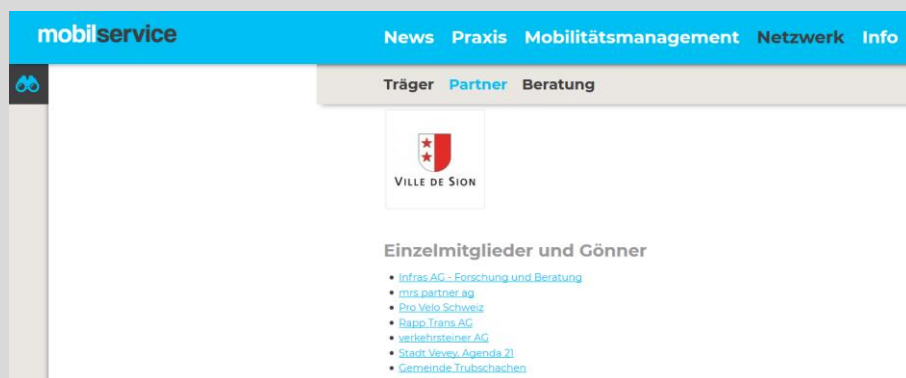 mobilservice
News Praxis Mobilitätsmanagement Netzwerk Info
Träger Partner Beratung
VILLE DE SION
Einzelmitglieder und Gönner
Infras AG - Forschung und Beratung
mrs partner ag
Pro Velo Schweiz
Rapp Trans AG
verkehrsteiner AG
Stadt Vevey, Agenda 21
Gemeinde Trubschachen